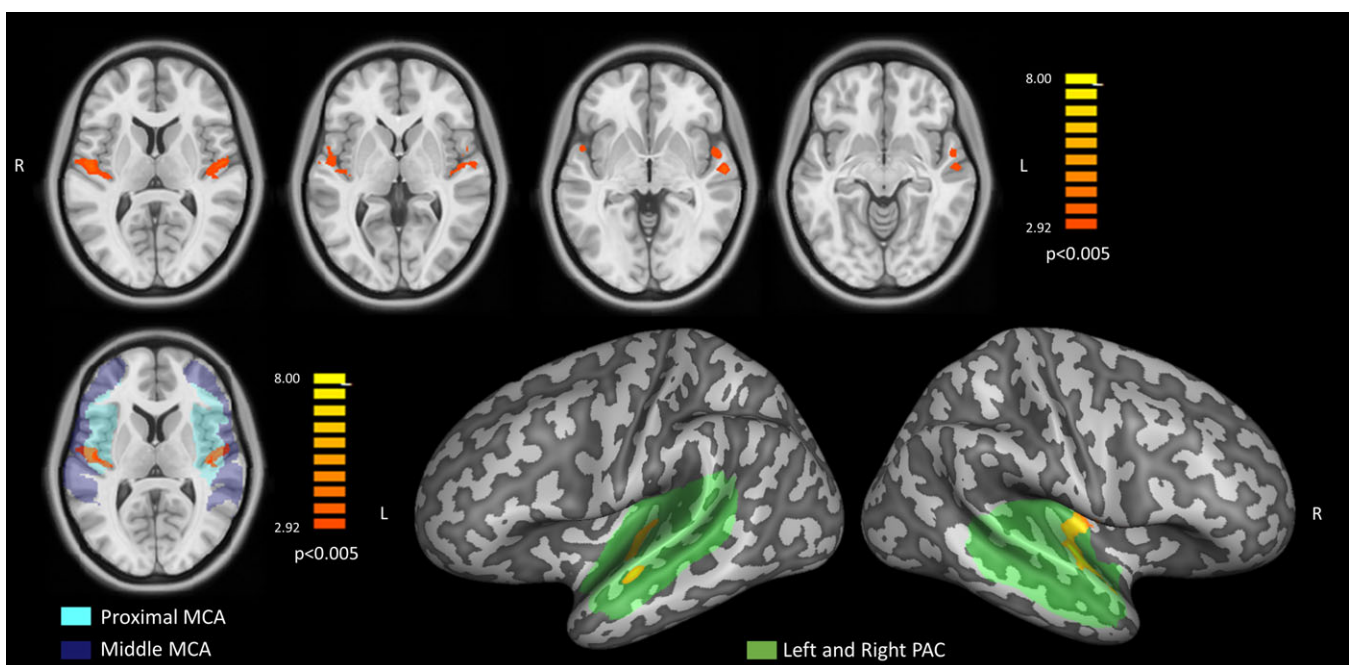 8.00
R
L
2.92
p<0.005
8.00
2.92
p<0.005
L
R
Proximal MCA
Middle MCA
Left and Right PAC